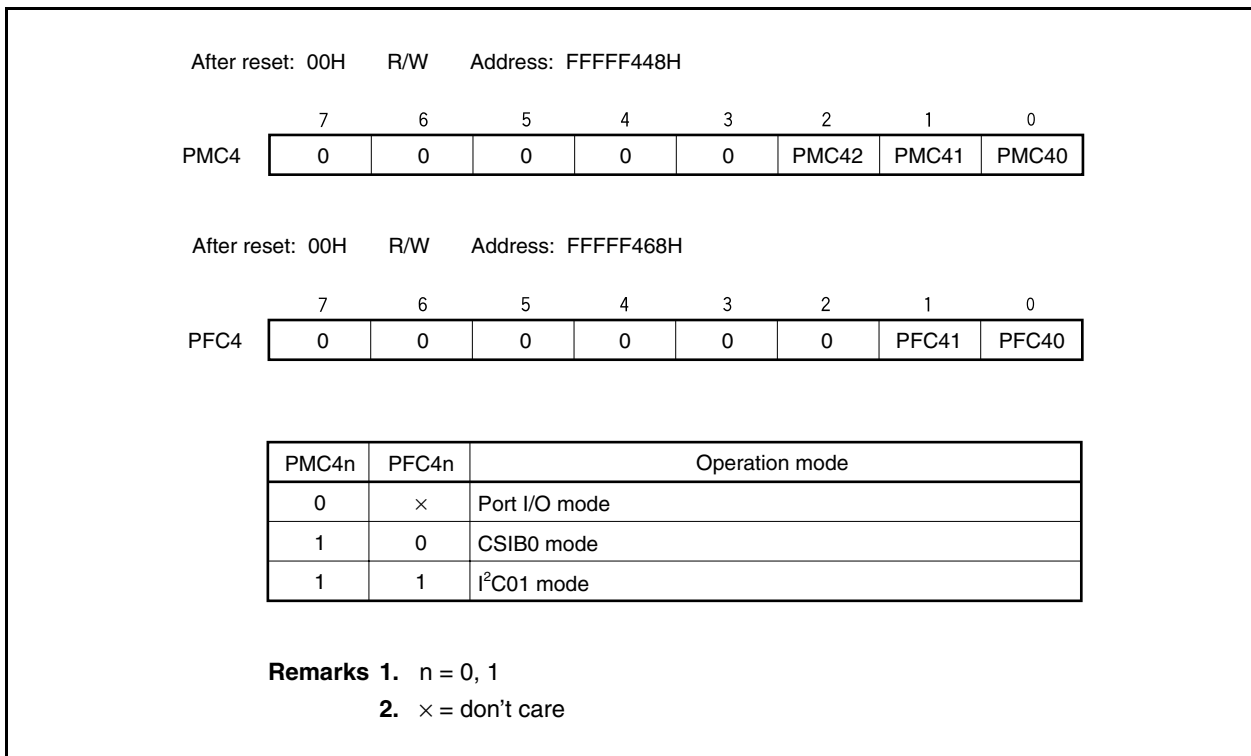 After reset: 00H R/W Address: FFFFF448H
7 6 5 4 3 2 1 0
PMC4 0 0 0 0 0 PMC42 PMC41 PMC40
After reset: 00H R/W Address: FFFFF468H
7 6 5 4 3 2 1 0
PFC4 0 0 0 0 0 0 PFC41 PFC40
PMC4n PFC4n Operation mode
0 × Port I/O mode
1 0 CSIB0 mode
1 1 I²C01 mode
Remarks 1. n = 0, 1
2. × = don't care